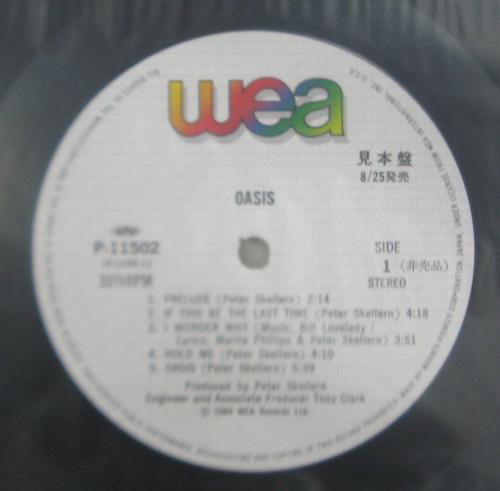 wea
見本盤
8/25発売
OASIS
P-11502
SIDE
1 (非売品)
33⅓RPM
STEREO
1. PRELUDE (Peter Skellern) 2:14
2. IF THIS BE THE LAST TIME (Peter Skellern) 4:18
3. I WONDER WHY (Music: Bill Lovelady /
Lyrics: Marita Phillips & Peter Skellern) 3:51
4. HOLD ME (Peter Skellern) 4:10
5. OASIS (Peter Skellern) 5:39
Produced by Peter Skellern
Engineer and Associate Producer Tony Clark
℗ 1984 WEA Records Ltd.